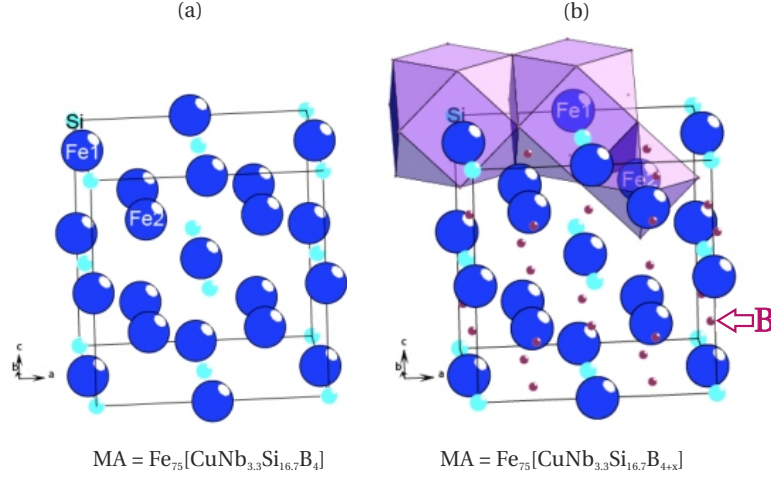 (a)
(b)
Si
Fe1
Fe2
c
b
a
MA = Fe₇₅[CuNb₃.₃Si₁₆.₇B₄]
Si
Fe1
Fe2
B
c
b
a
MA = Fe₇₅[CuNb₃.₃Si₁₆.₇B₄₊ₓ]